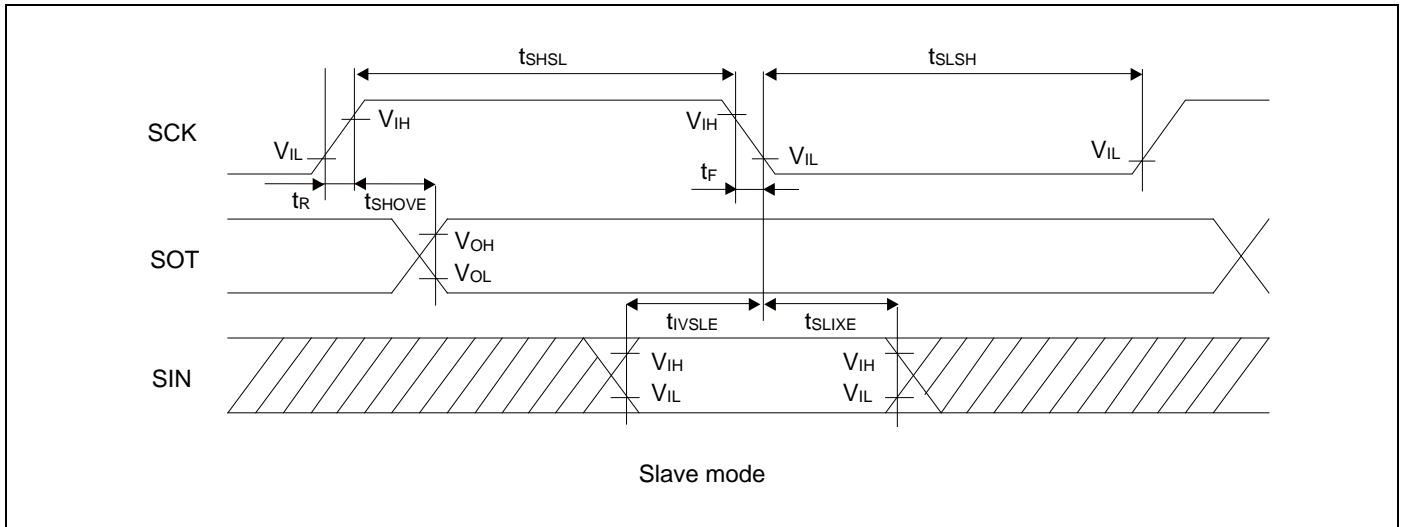 tSHSL
tSLSH
SCK
VIH
VIH
VIL
VIL
VIL
tF
tR
tSHOVE
SOT
VOH
VOL
tIVSLE
tSLIXE
SIN
VIH
VIH
VIL
VIL
Slave mode